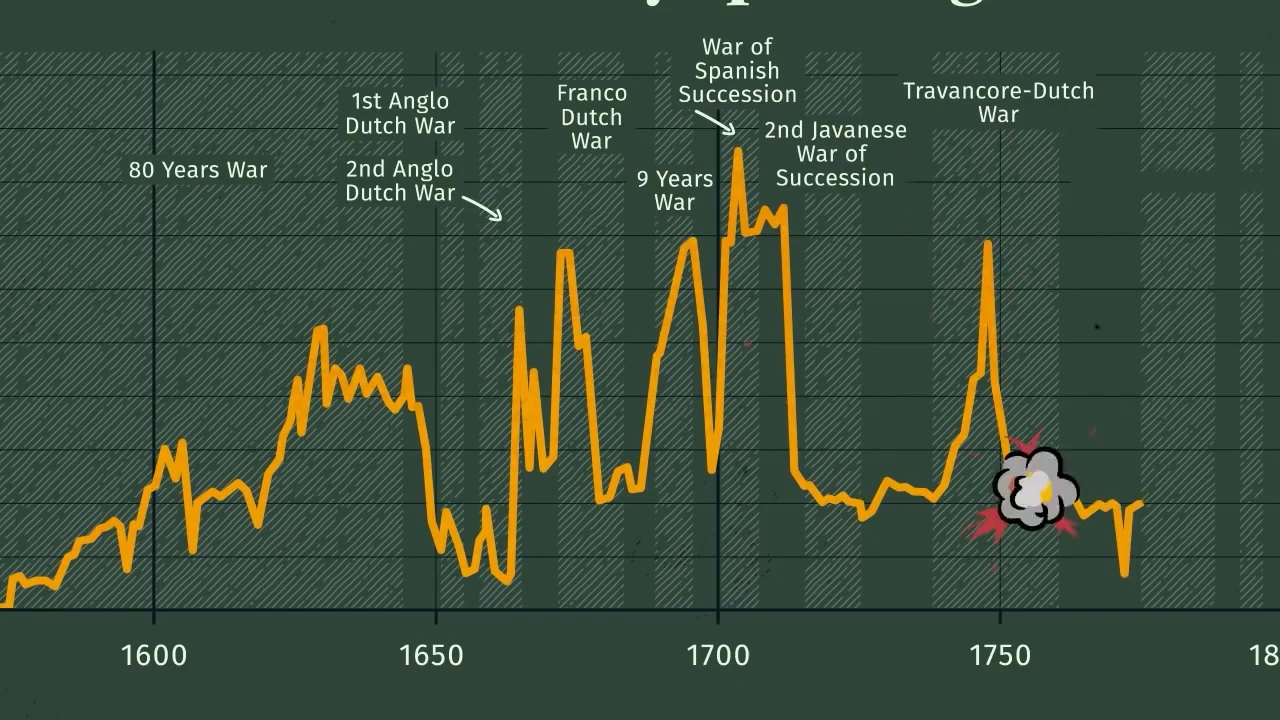 War of
Spanish
Succession
1st Anglo
Dutch War
Franco
Dutch
War
Travancore-Dutch
War
2nd Javanese
War of
Succession
80 Years War
2nd Anglo
Dutch War
9 Years
War
1600
1650
1700
1750